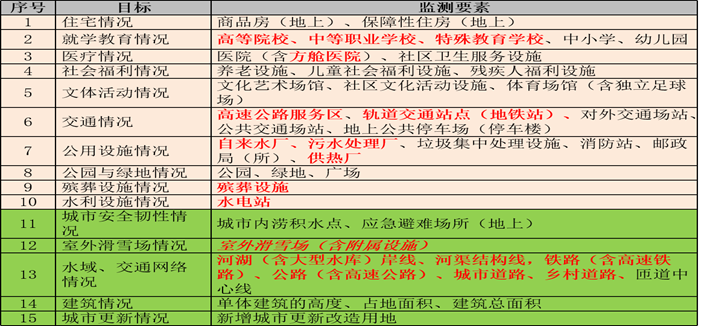 序号 目标 监测要素
1 住宅情况 商品房（地上）、保障性住房（地上）
2 就学教育情况 高等院校、中等职业学校、特殊教育学校、中小学、幼儿园
3 医疗情况 医院（含方舱医院）、社区卫生服务设施
4 社会福利情况 养老设施、儿童社会福利设施、残疾人福利设施
5 文体活动情况 文化艺术场馆、社区文化活动设施、体育场馆（含独立足球
场）
6 交通情况 高速公路服务区、轨道交通站点（地铁站）、对外交通场站、
公共交通场站、地上公共停车场（停车楼）
7 公用设施情况 自来水厂、污水处理厂、垃圾集中处理设施、消防站、邮政
局（所）、供热厂
8 公园与绿地情况 公园、绿地、广场
9 殡葬设施情况 殡葬设施
10 水利设施情况 水电站
11 城市安全韧性情
况 城市内涝积水点、应急避难场所（地上）
12 室外滑雪场情况 室外滑雪场（含附属设施）
13 水域、交通网络
情况 河湖（含大型水库）岸线、河渠结构线，铁路（含高速铁
路）、公路（含高速公路）、城市道路、乡村道路、匝道中
心线
14 建筑情况 单体建筑的高度、占地面积、建筑总面积
15 城市更新情况 新增城市更新改造用地